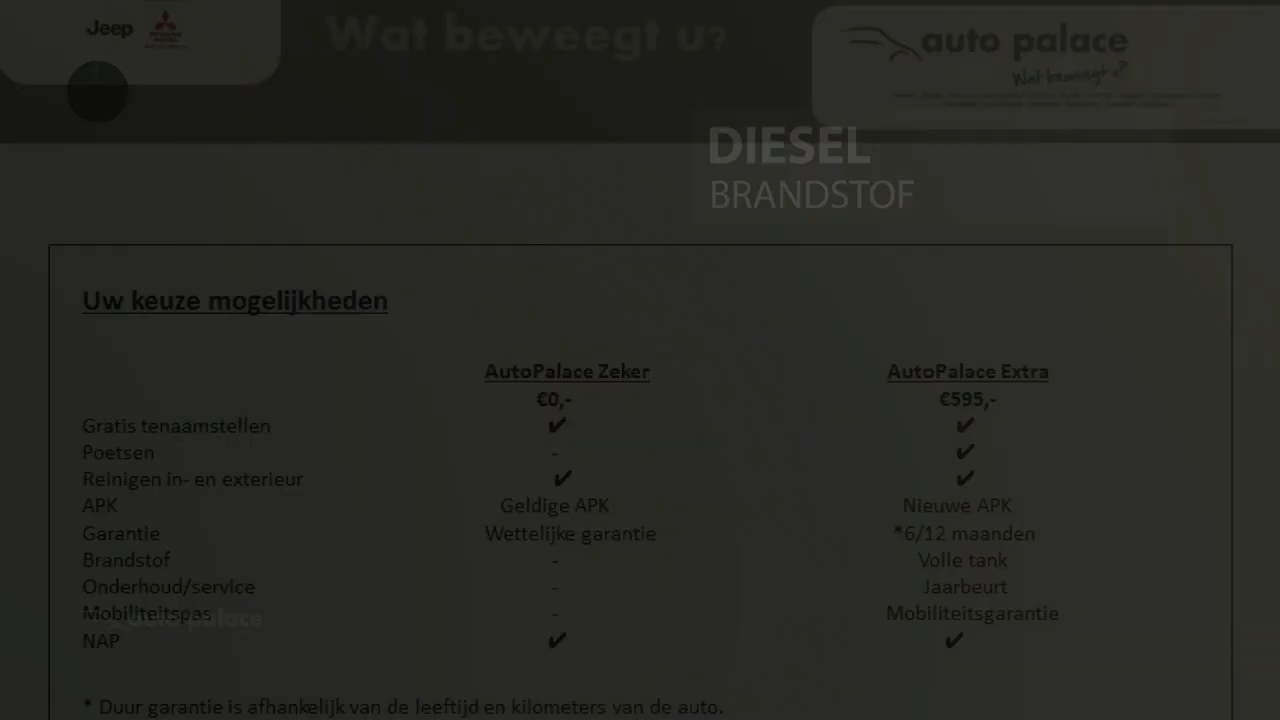 Jeep
Wat beweegt u?
auto palace
Wat beweegt u?
DIESEL
BRANDSTOF
Uw keuze mogelijkheden
AutoPalace Zeker AutoPalace Extra
€0,- €595,-
Gratis tenaamstellen ✔ ✔
Poetsen - ✔
Reinigen in- en exterieur ✔ ✔
APK Geldige APK Nieuwe APK
Garantie Wettelijke garantie *6/12 maanden
Brandstof - Volle tank
Onderhoud/service - Jaarbeurt
Mobiliteitspas - Mobiliteitsgarantie
auto palace
NAP ✔ ✔
* Duur garantie is afhankelijk van de leeftijd en kilometers van de auto.